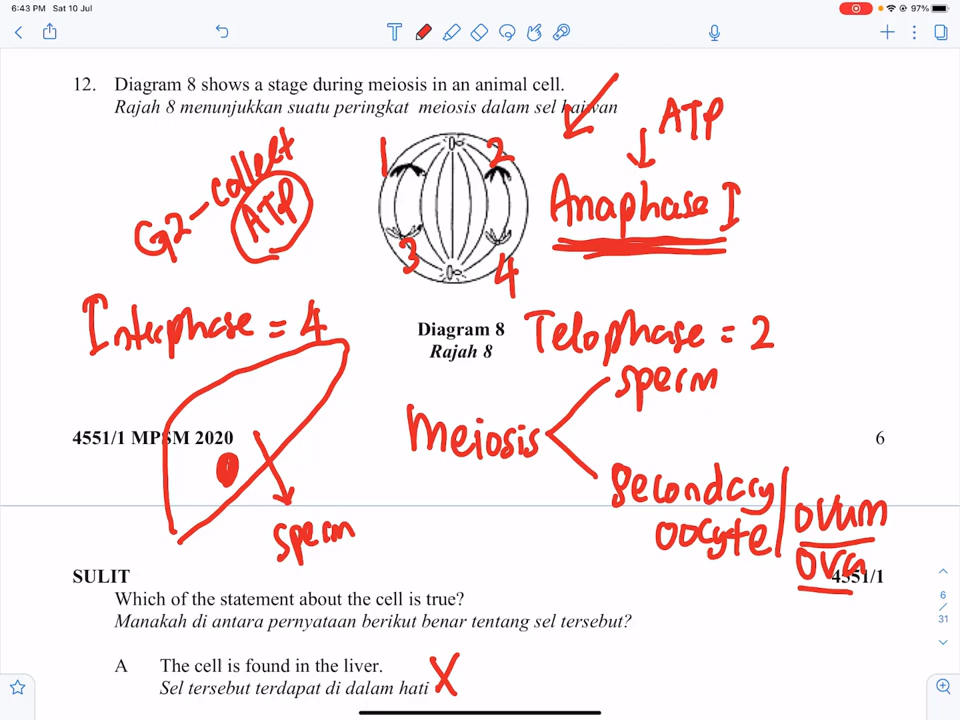 6:43 PM Sat 10 Jul
97%
12. Diagram 8 shows a stage during meiosis in an animal cell.
Rajah 8 menunjukkan suatu peringkat meiosis dalam sel haiwan
ATP
G2 - collect
ATP
1 2
3 4
Anaphase I
Interphase = 4
Diagram 8
Rajah 8
Telophase = 2
Meiosis
sperm
secondary
oocyte
ovum
ova
sperm
4551/1 MPSM 2020
6
SULIT
4551/1
Which of the statement about the cell is true?
Manakah di antara pernyataan berikut benar tentang sel tersebut?
A The cell is found in the liver. X
Sel tersebut terdapat di dalam hati
6
/
31